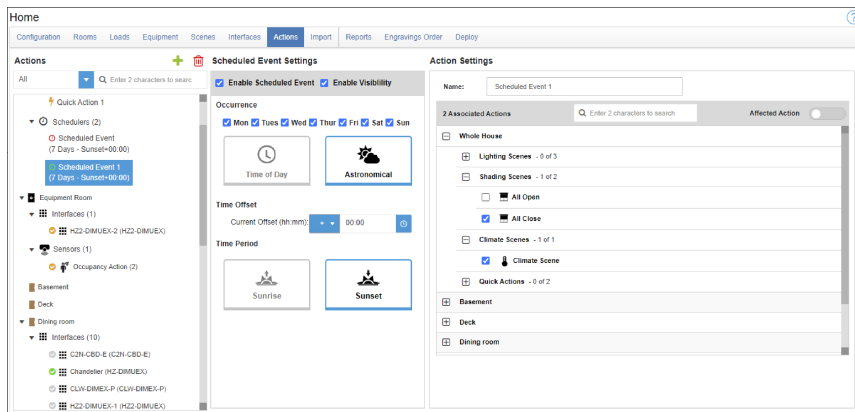 Home
Configuration Rooms Loads Equipment Scenes Interfaces Actions Import Reports Engravings Order Deploy
Actions
All
Enter 2 characters to searc
Quick Action 1
Schedulers (2)
Scheduled Event
(7 Days - Sunset+00:00)
Scheduled Event 1
(7 Days - Sunset+00:00)
Equipment Room
Interfaces (1)
HZ2-DIMUEX-2 (HZ2-DIMUEX)
Sensors (1)
Occupancy Action (2)
Basement
Deck
Dining room
Interfaces (10)
C2N-CBD-E (C2N-CBD-E)
Chandelier (HZ-DIMUEX)
CLW-DIMEX-P (CLW-DIMEX-P)
HZ2-DIMUEX-1 (HZ2-DIMUEX)
Scheduled Event Settings
Enable Scheduled Event Enable Visiblility
Occurrence
Mon Tues Wed Thur Fri Sat Sun
Time of Day
Astronomical
Time Offset
Current Offset (hh:mm): + 00:00
Time Period
Sunrise
Sunset
Action Settings
Name: Scheduled Event 1
2 Associated Actions Enter 2 characters to search Affected Action
Whole House
Lighting Scenes - 0 of 3
Shading Scenes - 1 of 2
All Open
All Close
Climate Scenes - 1 of 1
Climate Scene
Quick Actions - 0 of 2
Basement
Deck
Dining room